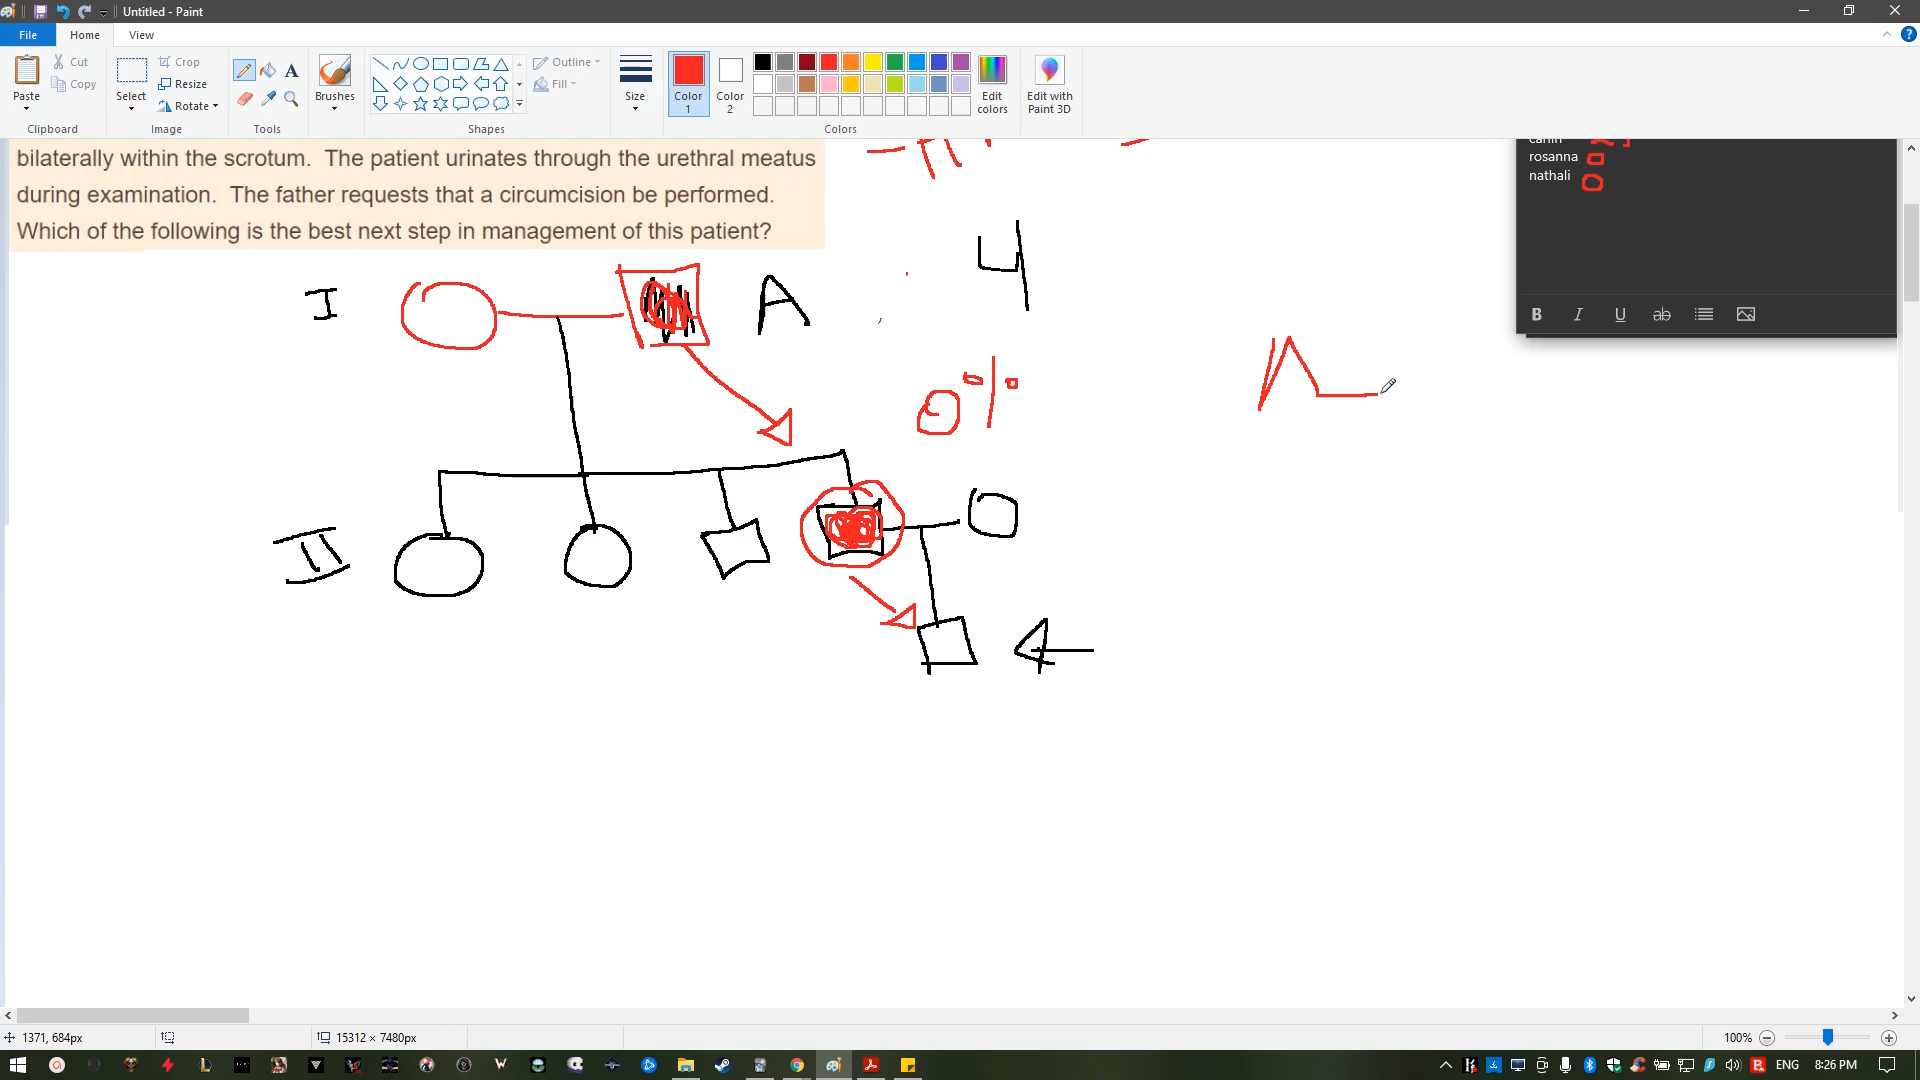 Untitled - Paint
File
Home
View
Paste
Cut
Copy
Clipboard
Select
Crop
Resize
Rotate
Image
Tools
Brushes
Outline
Fill
Shapes
Size
Color 1
Color 2
Edit colors
Colors
Edit with Paint 3D
bilaterally within the scrotum. The patient urinates through the urethral meatus
during examination. The father requests that a circumcision be performed.
Which of the following is the best next step in management of this patient?
rosanna
nathali
B I U ab
I
A
4
0%
II
1371, 684px
15312 × 7480px
100%
ENG
8:26 PM